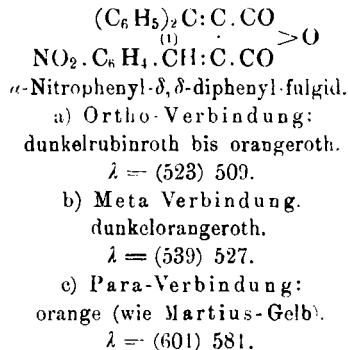 (C₆H₅)₂C:C.CO
(1) . >O
NO₂.C₆H₄.CH:C.CO
α-Nitrophenyl-δ,δ-diphenyl-fulgid.
a) Ortho-Verbindung:
dunkelrubinroth bis orangeroth.
λ = (523) 509.
b) Meta Verbindung.
dunkelorangeroth.
λ = (539) 527.
c) Para-Verbindung:
orange (wie Martius-Gelb).
λ = (601) 581.